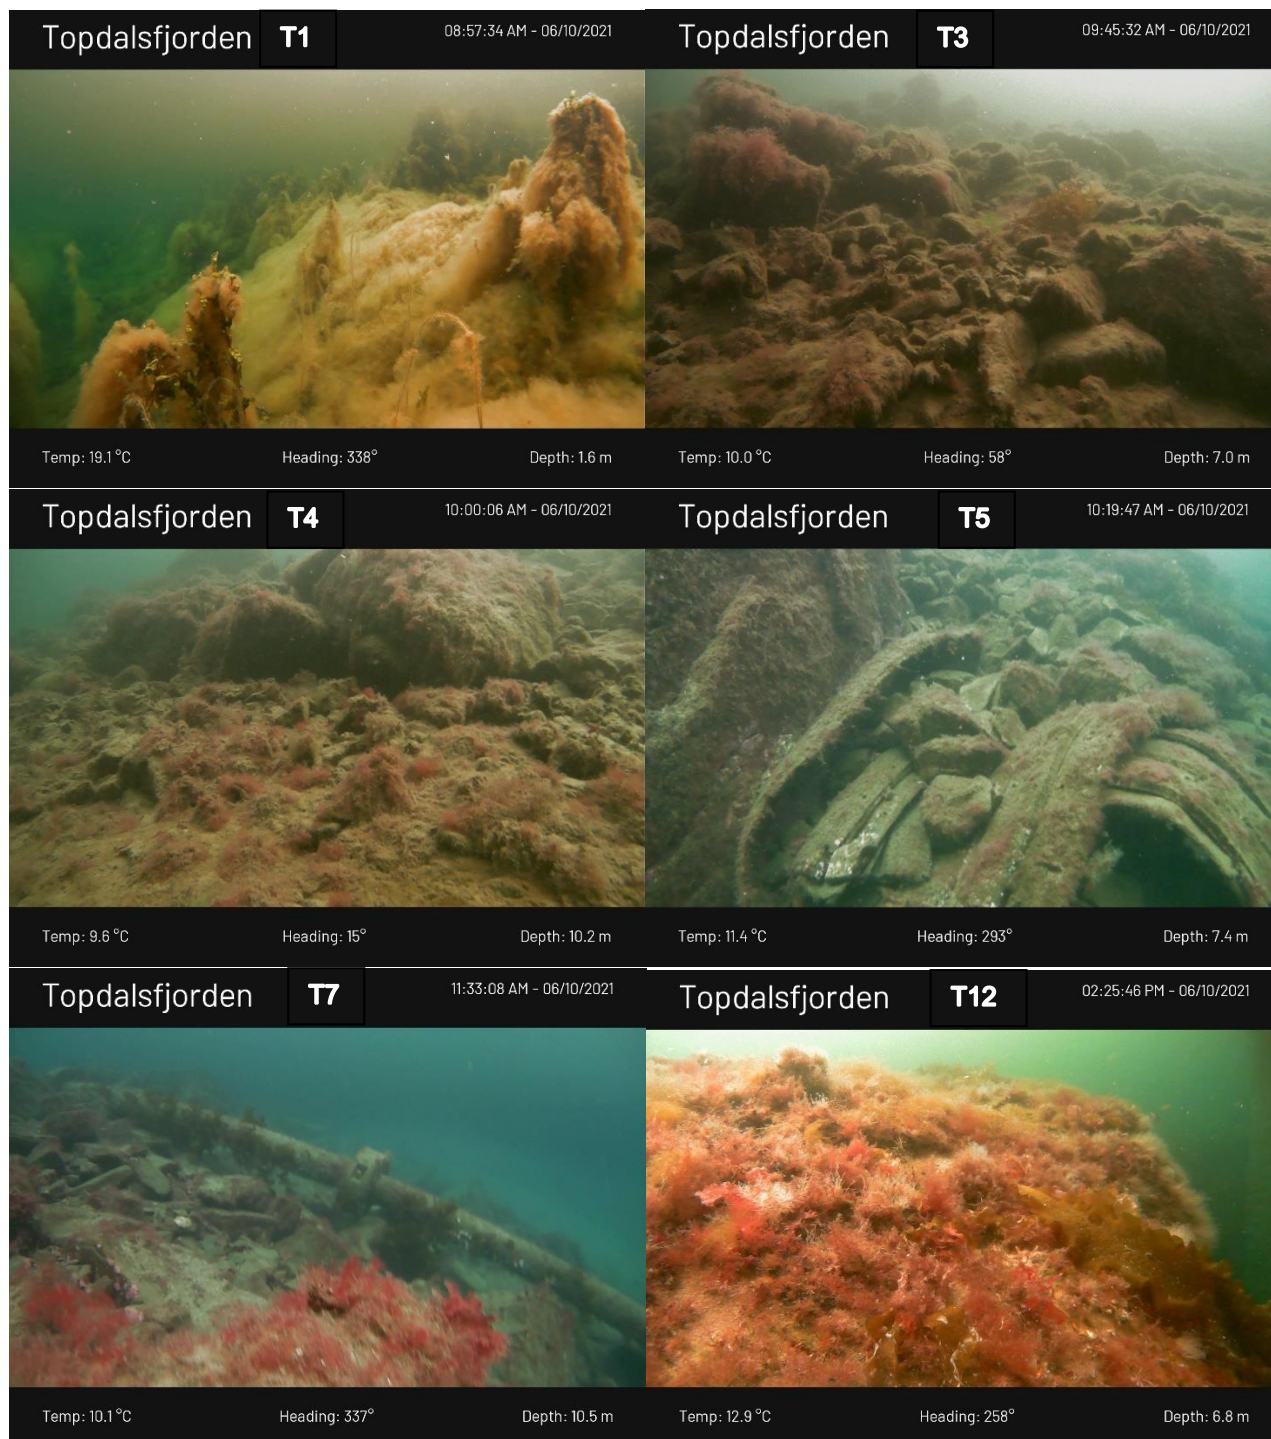 Topdalsfjorden T1 08:57:34 AM - 06/10/2021
Temp: 19.1 °C Heading: 338° Depth: 1.6 m
Topdalsfjorden T3 09:45:32 AM - 06/10/2021
Temp: 10.0 °C Heading: 58° Depth: 7.0 m
Topdalsfjorden T4 10:00:06 AM - 06/10/2021
Temp: 9.6 °C Heading: 15° Depth: 10.2 m
Topdalsfjorden T5 10:19:47 AM - 06/10/2021
Temp: 11.4 °C Heading: 293° Depth: 7.4 m
Topdalsfjorden T7 11:33:08 AM - 06/10/2021
Temp: 10.1 °C Heading: 337° Depth: 10.5 m
Topdalsfjorden T12 02:25:46 PM - 06/10/2021
Temp: 12.9 °C Heading: 258° Depth: 6.8 m